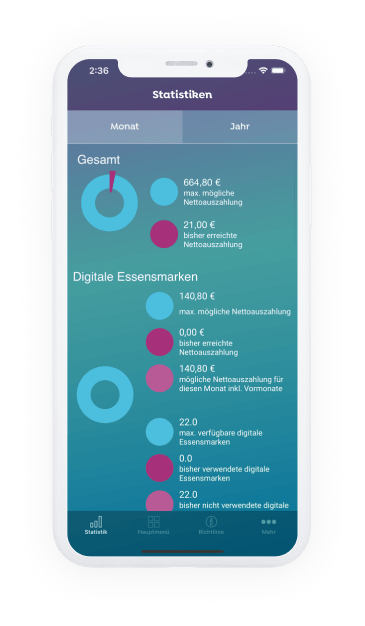 2:36
Statistiken
Monat
Jahr
Gesamt
664,80 €
max. mögliche
Nettoauszahlung
21,00 €
bisher erreichte
Nettoauszahlung
Digitale Essensmarken
140,80 €
max. mögliche Nettoauszahlung
0,00 €
bisher erreichte
Nettoauszahlung
140,80 €
mögliche Nettoauszahlung für
diesen Monat inkl. Vormonate
22.0
max. verfügbare digitale
Essensmarken
0.0
bisher verwendete digitale
Essensmarken
22.0
bisher nicht verwendete digitale
Statistik
Hauptmenü
Richtlinie
Mehr